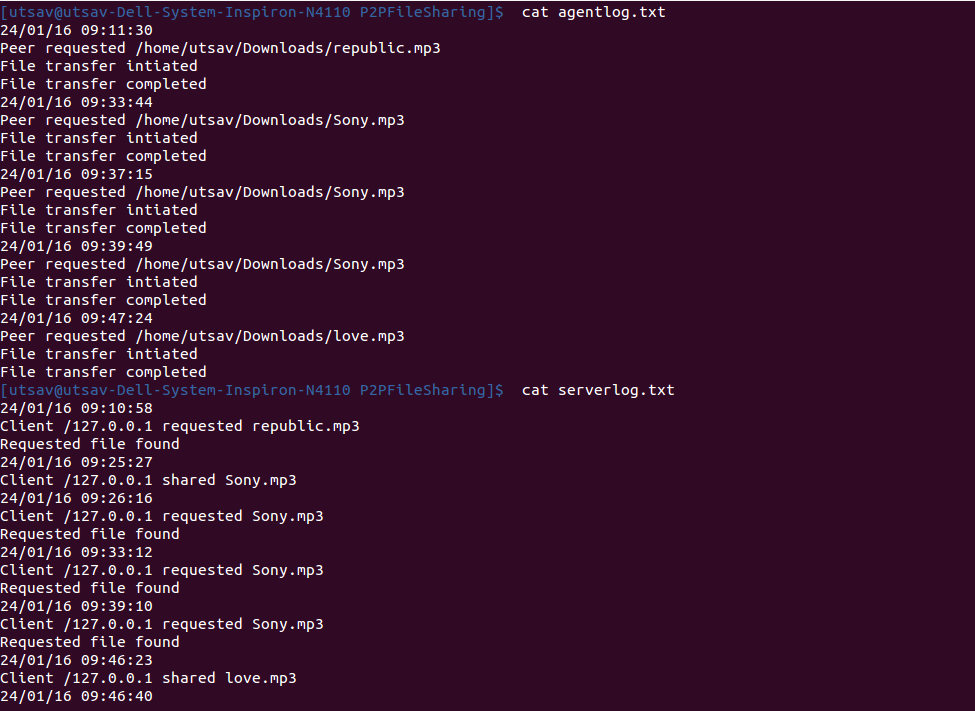 [utsav@utsav-Dell-System-Inspiron-N4110 P2PFileSharing]$  cat agentlog.txt
24/01/16 09:11:30
Peer requested /home/utsav/Downloads/republic.mp3
File transfer intiated
File transfer completed
24/01/16 09:33:44
Peer requested /home/utsav/Downloads/Sony.mp3
File transfer intiated
File transfer completed
24/01/16 09:37:15
Peer requested /home/utsav/Downloads/Sony.mp3
File transfer intiated
File transfer completed
24/01/16 09:39:49
Peer requested /home/utsav/Downloads/Sony.mp3
File transfer intiated
File transfer completed
24/01/16 09:47:24
Peer requested /home/utsav/Downloads/love.mp3
File transfer intiated
File transfer completed
[utsav@utsav-Dell-System-Inspiron-N4110 P2PFileSharing]$  cat serverlog.txt
24/01/16 09:10:58
Client /127.0.0.1 requested republic.mp3
Requested file found
24/01/16 09:25:27
Client /127.0.0.1 shared Sony.mp3
24/01/16 09:26:16
Client /127.0.0.1 requested Sony.mp3
Requested file found
24/01/16 09:33:12
Client /127.0.0.1 requested Sony.mp3
Requested file found
24/01/16 09:39:10
Client /127.0.0.1 requested Sony.mp3
Requested file found
24/01/16 09:46:23
Client /127.0.0.1 shared love.mp3
24/01/16 09:46:40